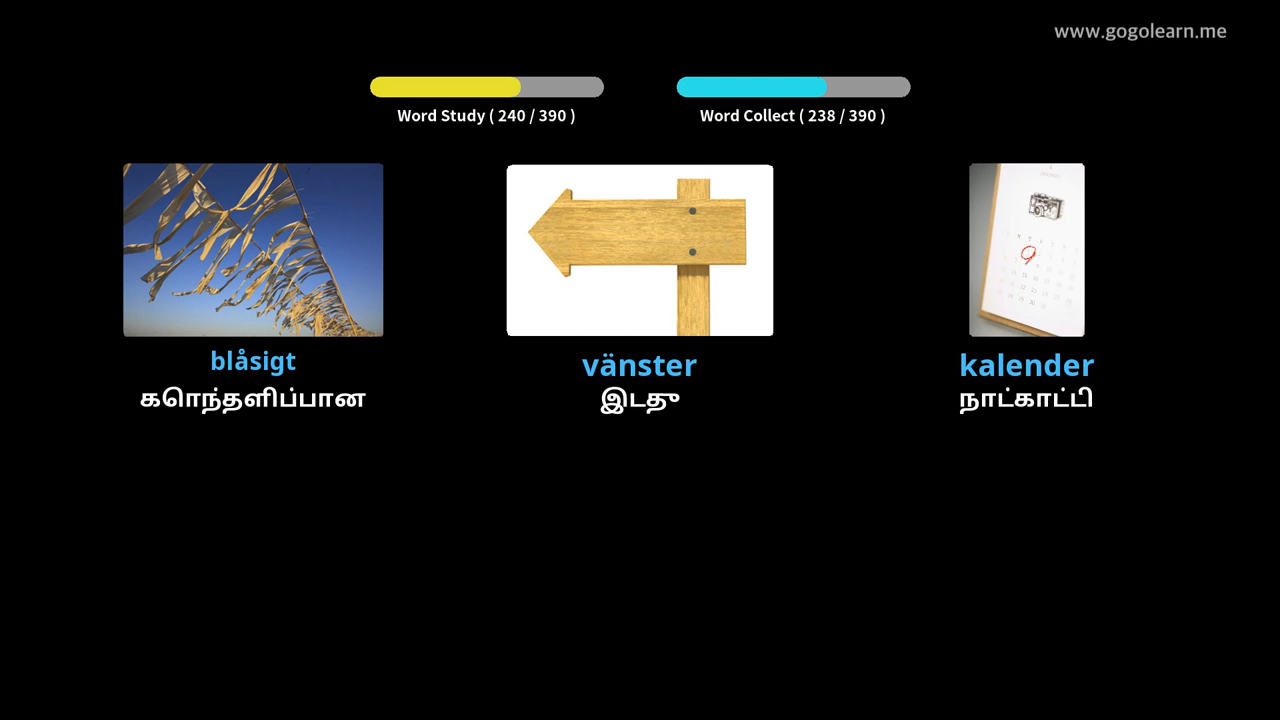 www.gogolearn.me
Word Study ( 240 / 390 )
Word Collect ( 238 / 390 )
blåsigt
கொந்தளிப்பான
vänster
இடது
kalender
நாட்காட்டி